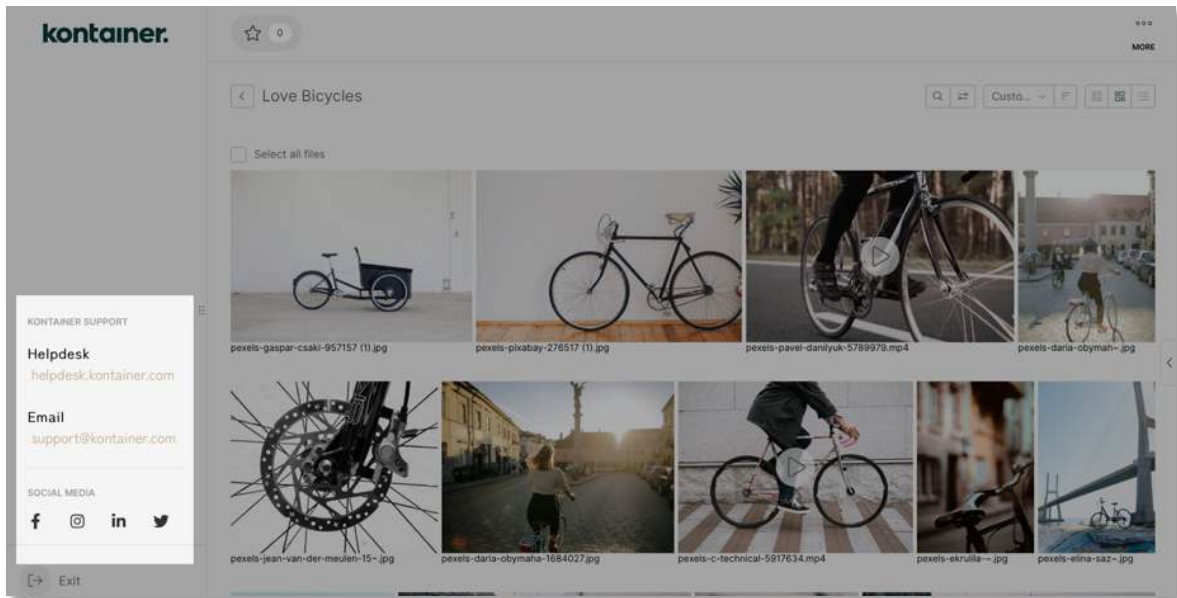 kontaıner.
0
MORE
Love Bicycles
Custo...
Select all files
pexels-gaspar-csaki-957157 (1).jpg
pexels-pixabay-276517 (1).jpg
pexels-pavel-danilyuk-5789979.mp4
pexels-daria-obymah~.jpg
KONTAINER SUPPORT
Helpdesk
helpdesk.kontainer.com
Email
support@kontainer.com
SOCIAL MEDIA
pexels-jean-van-der-meulen-15~.jpg
pexels-daria-obymaha-1684027.jpg
pexels-c-technical-5917634.mp4
pexels-ekrulila-~.jpg
pexels-elina-saz~.jpg
Exit